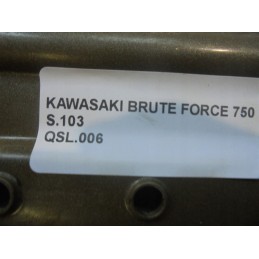 KAWASAKI BRUTE FORCE 750
S.103
QSL.006